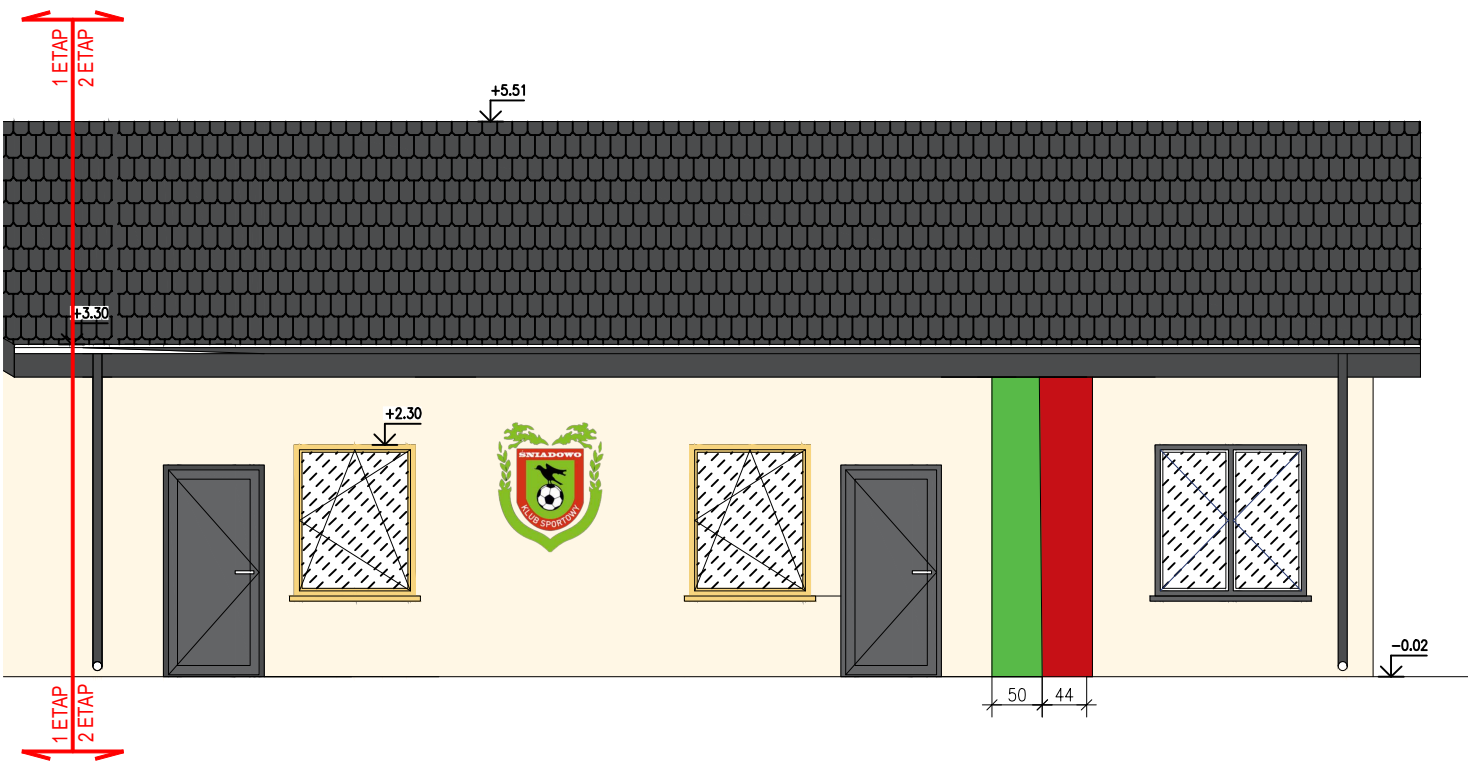 1 ETAP
2 ETAP
+5.51
+3.30
+2.30
ŚNIADOWO
KLUB SPORTOWY
-0.02
50
44
1 ETAP
2 ETAP